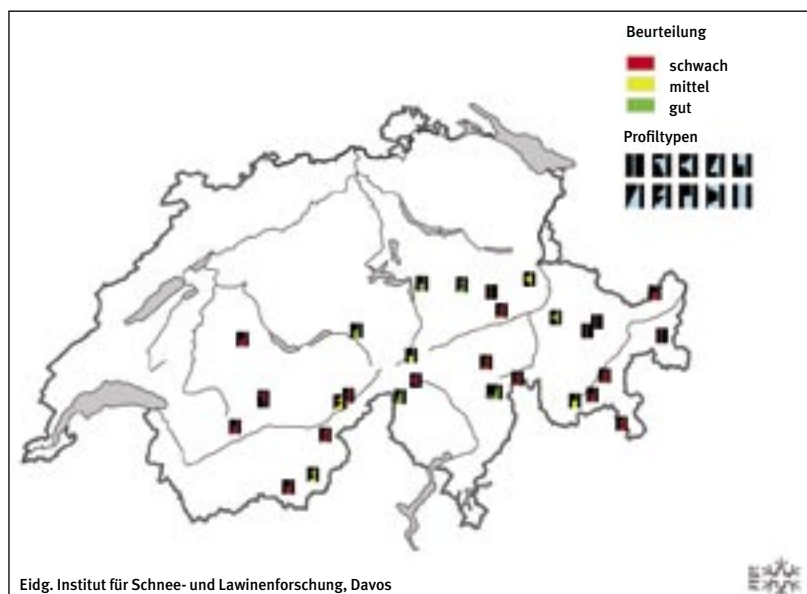 Beurteilung
schwach
mittel
gut
Profiltypen
Eidg. Institut für Schnee- und Lawinenforschung, Davos